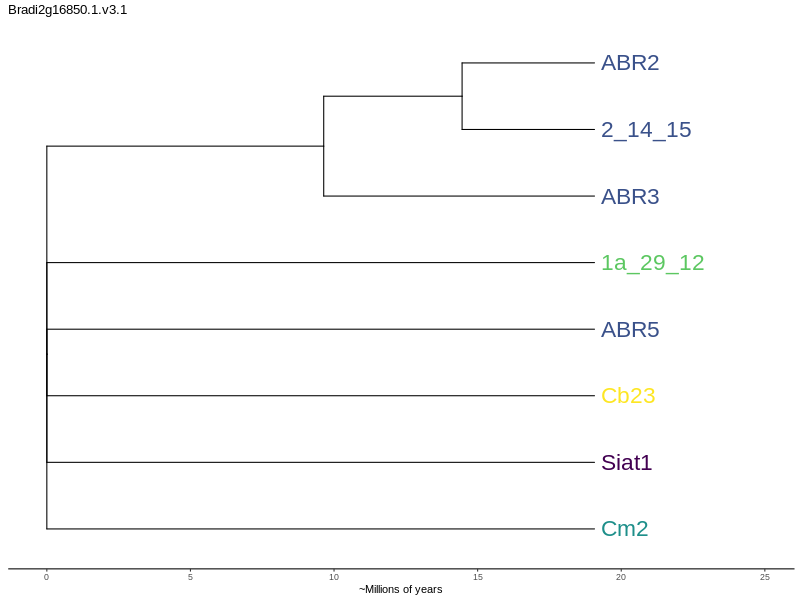 Bradi2g16850.1.v3.1
ABR2
2_14_15
ABR3
1a_29_12
ABR5
Cb23
Siat1
Cm2
0 5 10 15 20 25
~Millions of years